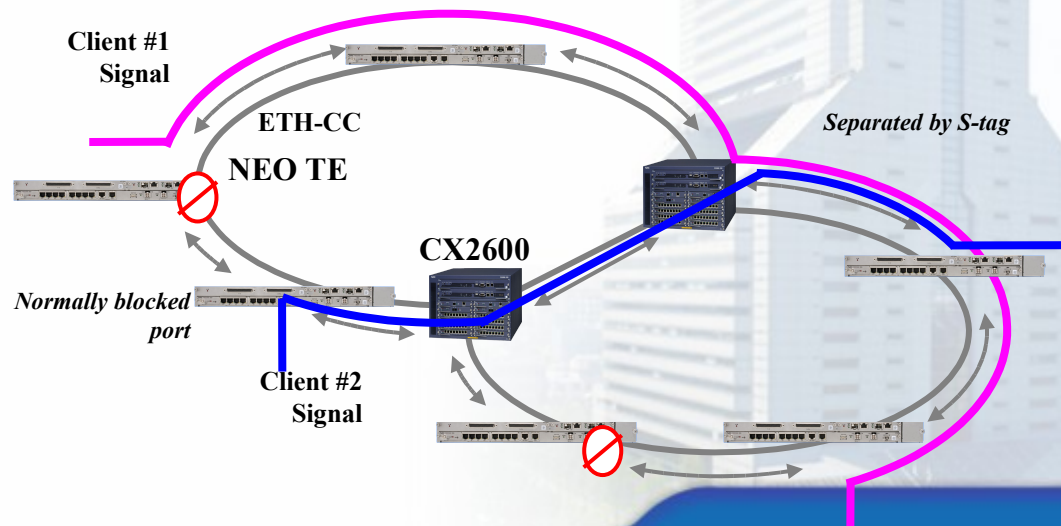 Client #1
Signal
ETH-CC
Separated by S-tag
NEO TE
CX2600
Normally blocked
port
Client #2
Signal